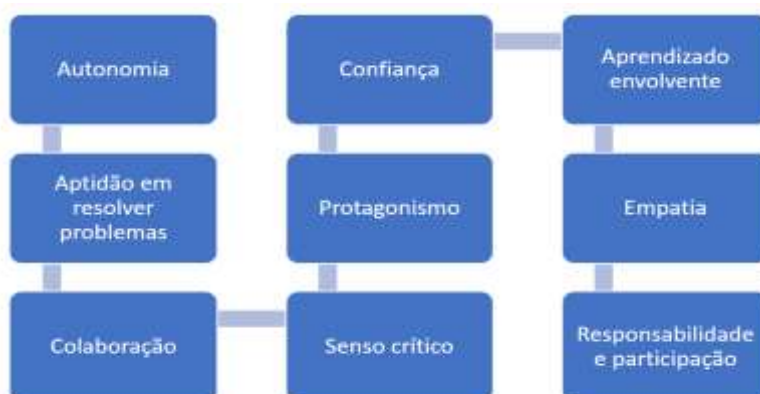 Autonomia
Aptidão em
resolver
problemas
Colaboração
Senso crítico
Protagonismo
Confiança
Aprendizado
envolvente
Empatia
Responsabilidade
e participação